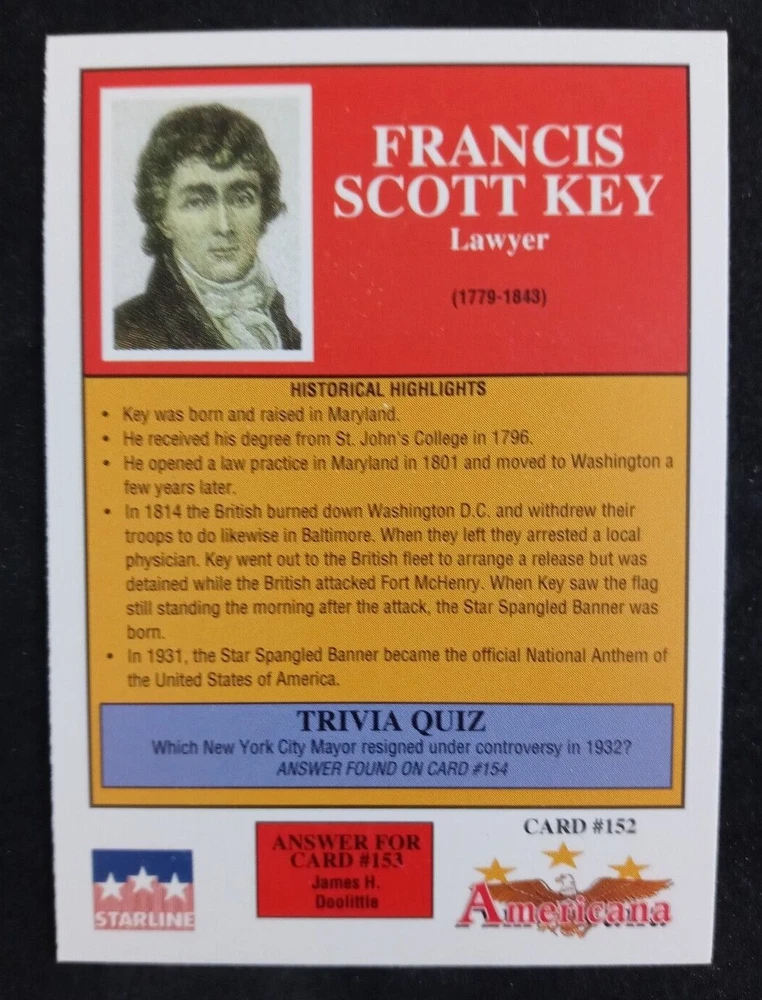 FRANCIS
SCOTT KEY
Lawyer
(1779-1843)
HISTORICAL HIGHLIGHTS
• Key was born and raised in Maryland.
• He received his degree from St. John's College in 1796.
• He opened a law practice in Maryland in 1801 and moved to Washington a
few years later.
• In 1814 the British burned down Washington D.C. and withdrew their
troops to do likewise in Baltimore. When they left they arrested a local
physician. Key went out to the British fleet to arrange a release but was
detained while the British attacked Fort McHenry. When Key saw the flag
still standing the morning after the attack, the Star Spangled Banner was
born.
• In 1931, the Star Spangled Banner became the official National Anthem of
the United States of America.
TRIVIA QUIZ
Which New York City Mayor resigned under controversy in 1932?
ANSWER FOUND ON CARD #154
STARLINE
ANSWER FOR
CARD #153
James H.
Doolittle
CARD #152
Americana